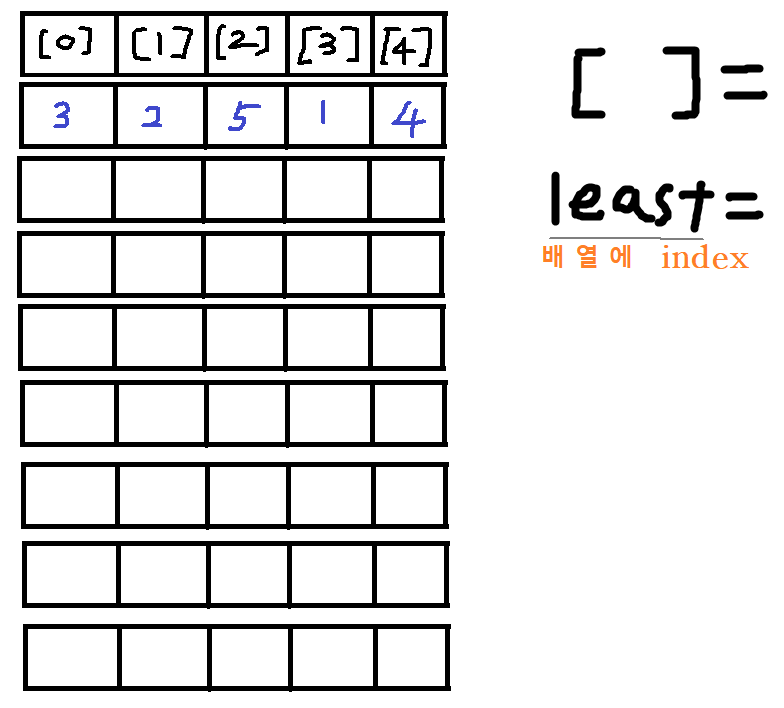 [0] [1] [2] [3] [4]
3 2 5 1 4
[ ] =
least =
배열에 index